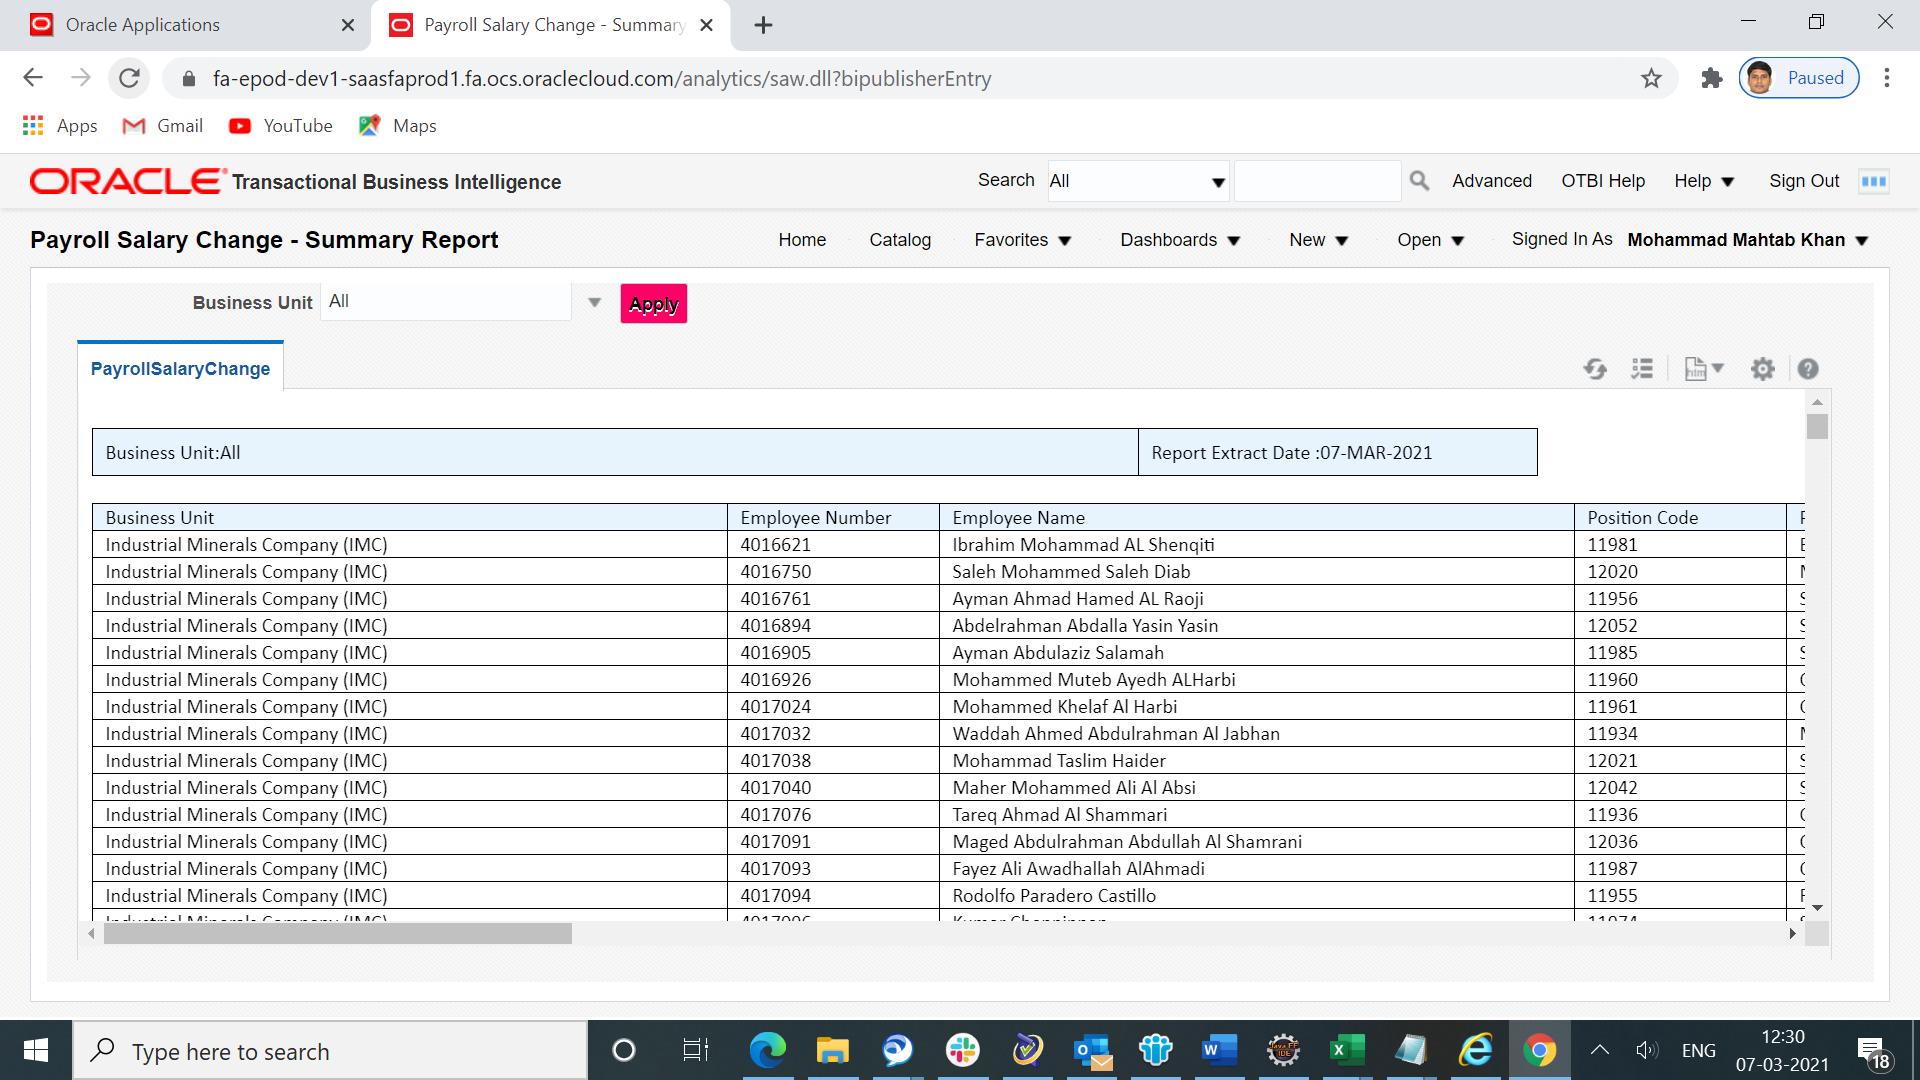 Oracle Applications
Payroll Salary Change - Summary
fa-epod-dev1-saasfaprod1.fa.ocs.oraclecloud.com/analytics/saw.dll?bipublisherEntry
Paused
Apps Gmail YouTube Maps
ORACLE Transactional Business Intelligence
Search All Advanced OTBI Help Help Sign Out
Payroll Salary Change - Summary Report
Home Catalog Favorites Dashboards New Open Signed In As Mohammad Mahtab Khan
Business Unit All Apply
PayrollSalaryChange
Business Unit:All Report Extract Date :07-MAR-2021
Business Unit Employee Number Employee Name Position Code
Industrial Minerals Company (IMC) 4016621 Ibrahim Mohammad AL Shenqiti 11981
Industrial Minerals Company (IMC) 4016750 Saleh Mohammed Saleh Diab 12020
Industrial Minerals Company (IMC) 4016761 Ayman Ahmad Hamed AL Raoji 11956
Industrial Minerals Company (IMC) 4016894 Abdelrahman Abdalla Yasin Yasin 12052
Industrial Minerals Company (IMC) 4016905 Ayman Abdulaziz Salamah 11985
Industrial Minerals Company (IMC) 4016926 Mohammed Muteb Ayedh ALHarbi 11960
Industrial Minerals Company (IMC) 4017024 Mohammed Khelaf Al Harbi 11961
Industrial Minerals Company (IMC) 4017032 Waddah Ahmed Abdulrahman Al Jabhan 11934
Industrial Minerals Company (IMC) 4017038 Mohammad Taslim Haider 12021
Industrial Minerals Company (IMC) 4017040 Maher Mohammed Ali Al Absi 12042
Industrial Minerals Company (IMC) 4017076 Tareq Ahmad Al Shammari 11936
Industrial Minerals Company (IMC) 4017091 Maged Abdulrahman Abdullah Al Shamrani 12036
Industrial Minerals Company (IMC) 4017093 Fayez Ali Awadhallah AlAhmadi 11987
Industrial Minerals Company (IMC) 4017094 Rodolfo Paradero Castillo 11955
Industrial Minerals Company (IMC)
Type here to search
ENG
12:30
07-03-2021
18